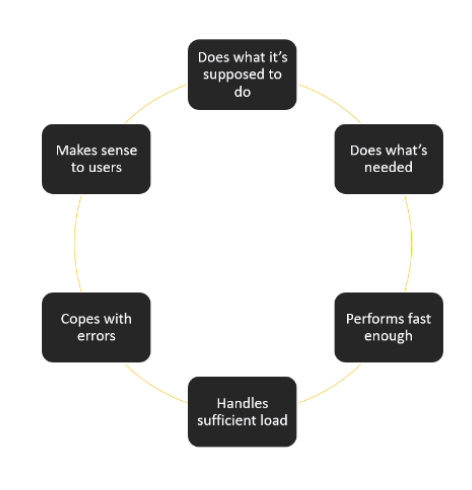 Does what it's
supposed to
do
Does what's
needed
Performs fast
enough
Handles
sufficient load
Copes with
errors
Makes sense
to users